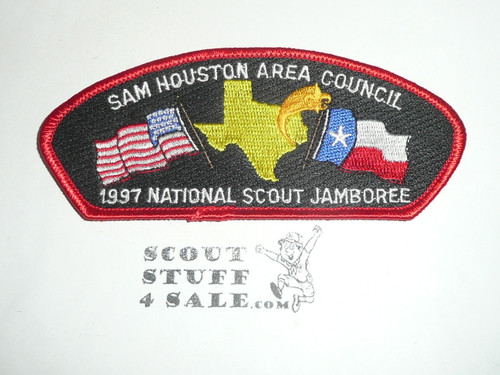 SAM HOUSTON AREA COUNCIL
1997 NATIONAL SCOUT JAMBOREE
SCOUT
STUFF
4 SALE.COM